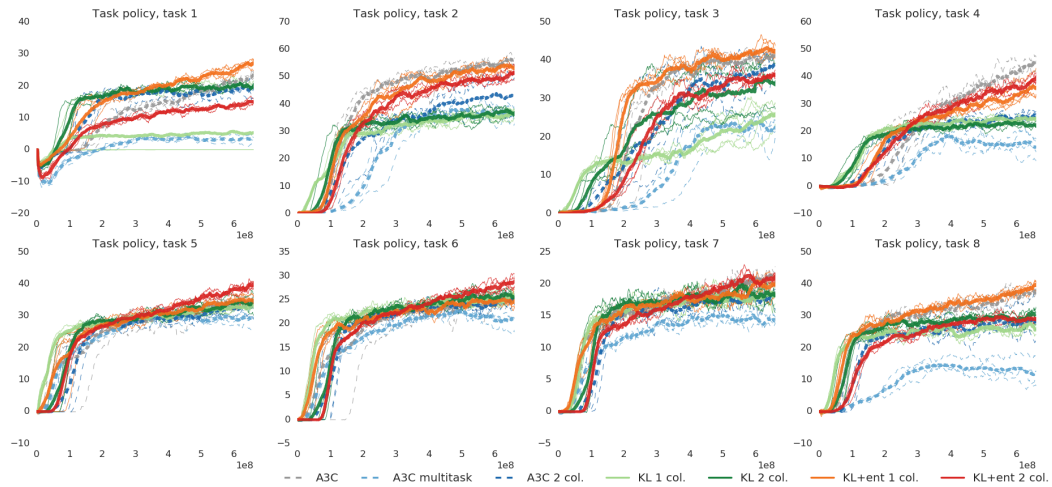 Task policy, task 1
Task policy, task 2
Task policy, task 3
Task policy, task 4
40
30
20
10
0
−10
−20
70
60
50
40
30
20
10
0
50
40
30
20
10
0
60
50
40
30
20
10
0
−10
0 1 2 3 4 5 6
1e8
0 1 2 3 4 5 6
1e8
0 1 2 3 4 5 6
1e8
0 1 2 3 4 5 6
1e8
Task policy, task 5
Task policy, task 6
Task policy, task 7
Task policy, task 8
50
40
30
20
10
0
−10
35
30
25
20
15
10
5
0
−5
25
20
15
10
5
0
−5
50
40
30
20
10
0
−10
0 1 2 3 4 5 6
1e8
0 1 2 3 4 5 6
1e8
0 1 2 3 4 5 6
1e8
0 1 2 3 4 5 6
1e8
A3C A3C multitask A3C 2 col. KL 1 col. KL 2 col. KL+ent 1 col. KL+ent 2 col.